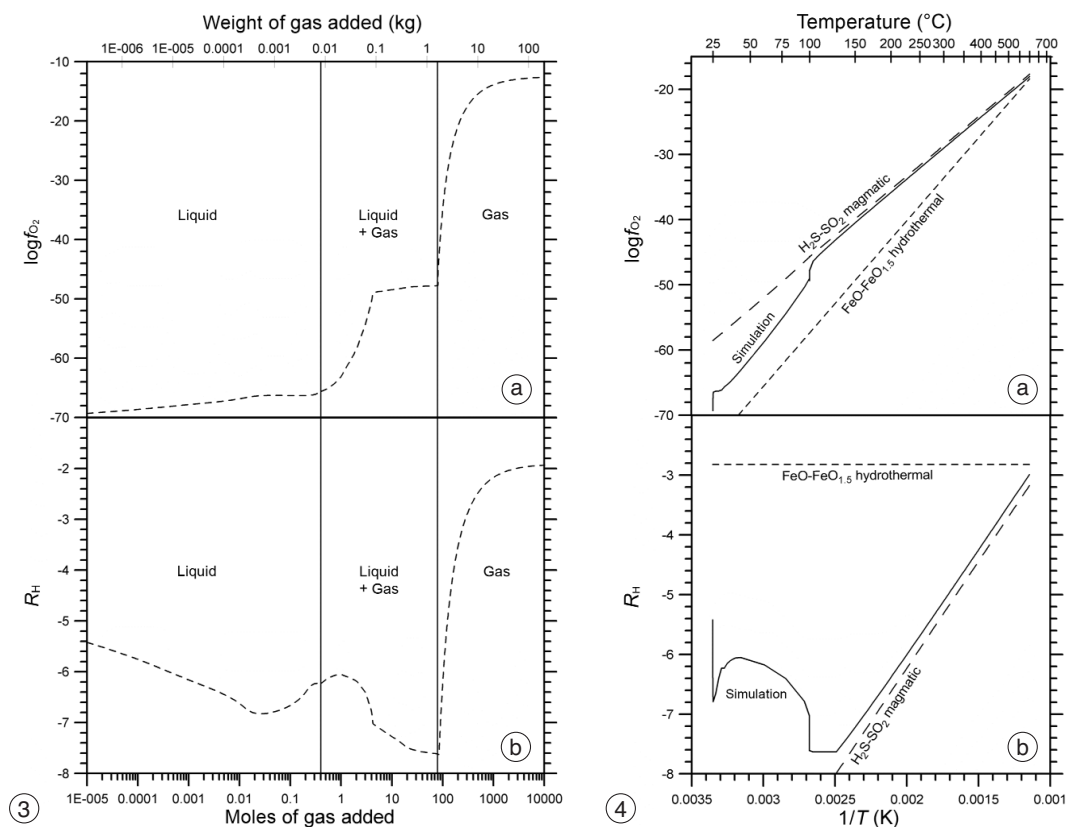 Weight of gas added (kg)
1E-006 1E-005 0.0001 0.001 0.01 0.1 1 10 100
-10
-20
-30
-40
-50
-60
-70
logfO2
Liquid
Liquid
+ Gas
Gas
a
-2
-3
-4
-5
-6
-7
-8
RH
Liquid
Liquid
+ Gas
Gas
b
1E-005 0.0001 0.001 0.01 0.1 1 10 100 1000 10000
Moles of gas added
3
Temperature (°C)
25 50 75 100 150 200 250 300 400 500 700
-20
-30
-40
-50
-60
-70
logfO2
H2S-SO2 magmatic
FeO-FeO1.5 hydrothermal
Simulation
a
-3
-4
-5
-6
-7
-8
RH
FeO-FeO1.5 hydrothermal
Simulation
H2S-SO2 magmatic
b
0.0035 0.003 0.0025 0.002 0.0015 0.001
1/T (K)
4